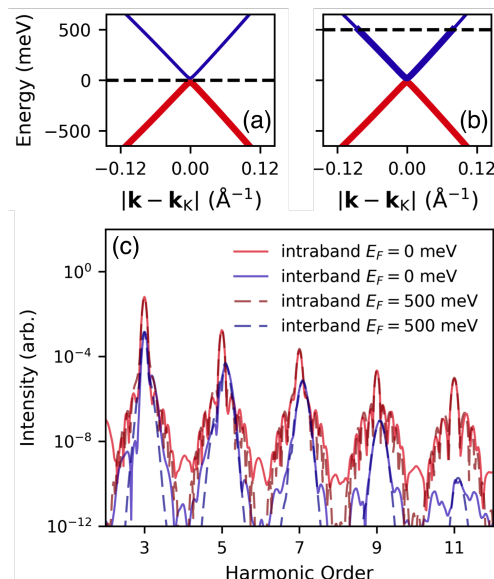 500
0
−500
Energy (meV)
(a)
−0.12 0.00 0.12
|k − k_K| (Å⁻¹)
(b)
−0.12 0.00 0.12
|k − k_K| (Å⁻¹)
(c)
intraband E_F = 0 meV
interband E_F = 0 meV
intraband E_F = 500 meV
interband E_F = 500 meV
10⁰
10⁻⁴
10⁻⁸
10⁻¹²
Intensity (arb.)
3 5 7 9 11
Harmonic Order